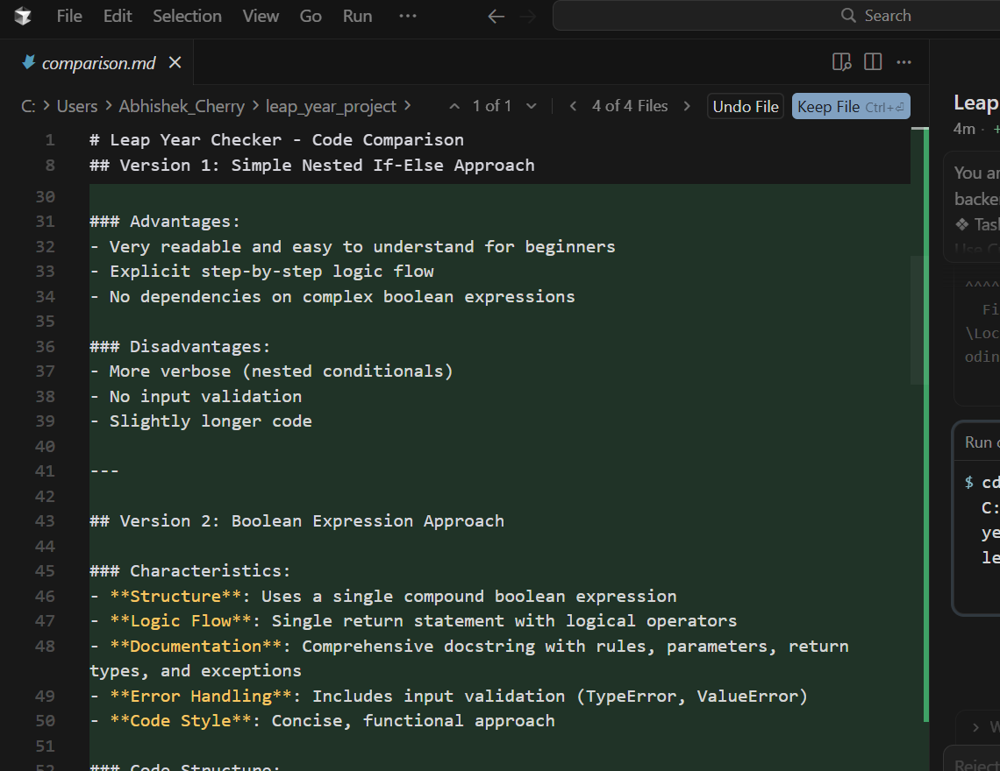 File Edit Selection View Go Run ··· Search
comparison.md
C: > Users > Abhishek_Cherry > leap_year_project > 1 of 1 4 of 4 Files Undo File Keep File Ctrl+⏎
1 # Leap Year Checker - Code Comparison
8 ## Version 1: Simple Nested If-Else Approach
30
31 ### Advantages:
32 - Very readable and easy to understand for beginners
33 - Explicit step-by-step logic flow
34 - No dependencies on complex boolean expressions
35
36 ### Disadvantages:
37 - More verbose (nested conditionals)
38 - No input validation
39 - Slightly longer code
40
41 ---
42
43 ## Version 2: Boolean Expression Approach
44
45 ### Characteristics:
46 - **Structure**: Uses a single compound boolean expression
47 - **Logic Flow**: Single return statement with logical operators
48 - **Documentation**: Comprehensive docstring with rules, parameters, return
types, and exceptions
49 - **Error Handling**: Includes input validation (TypeError, ValueError)
50 - **Code Style**: Concise, functional approach
51
52 ### Code Structure:
Leap
4m ·
You ar
backe
Tas
^^^^
Fi
\Loc
odin
Run
$ cd
C:
ye
le
Reject